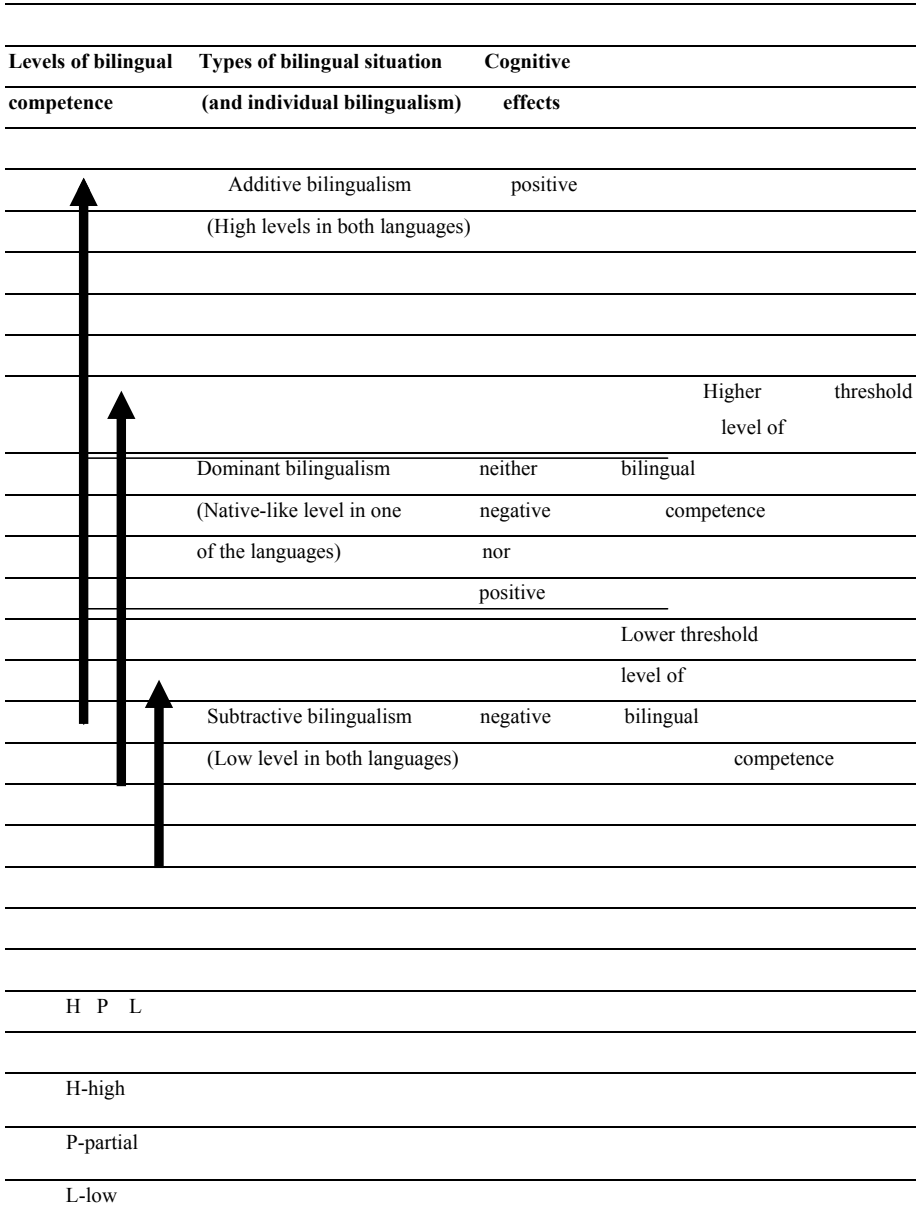 Levels of bilingual Types of bilingual situation Cognitive
competence (and individual bilingualism) effects
Additive bilingualism positive
(High levels in both languages)
Higher threshold
level of
Dominant bilingualism neither bilingual
(Native-like level in one negative competence
of the languages) nor
positive
Lower threshold
level of
Subtractive bilingualism negative bilingual
(Low level in both languages) competence
H P L
H-high
P-partial
L-low